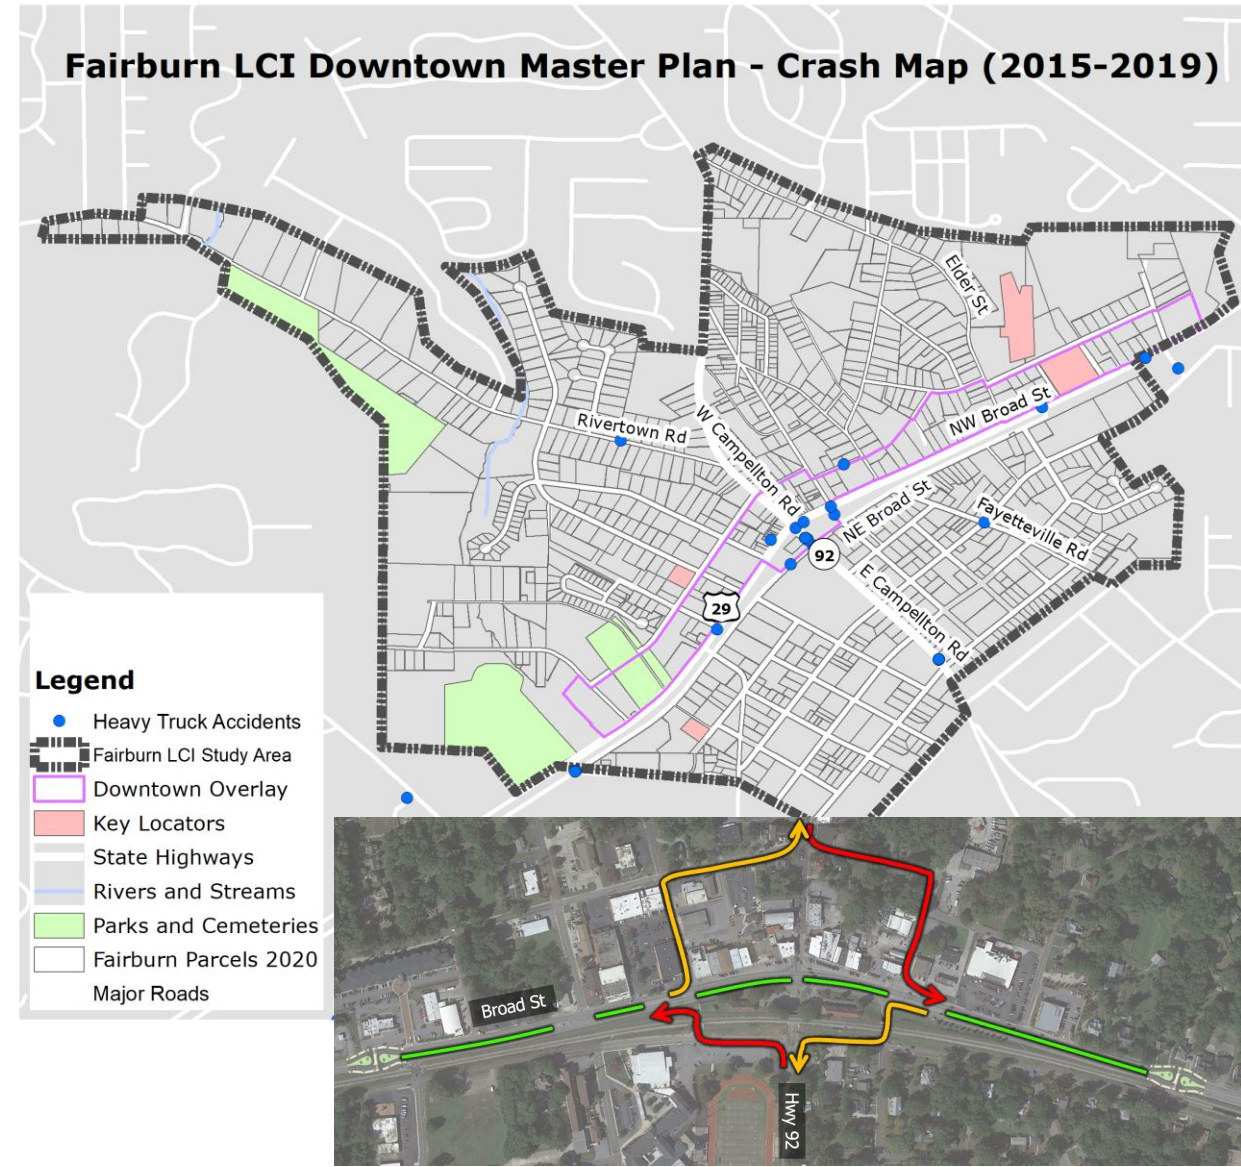 Fairburn LCI Downtown Master Plan - Crash Map (2015-2019)
Elder St
NW Broad St
Rivertown Rd
W Campellton Rd
NE Broad St
Fayetteville Rd
92
E Campellton Rd
29
Legend
Heavy Truck Accidents
Fairburn LCI Study Area
Downtown Overlay
Key Locators
State Highways
Rivers and Streams
Parks and Cemeteries
Fairburn Parcels 2020
Major Roads
Broad St
Hwy 92